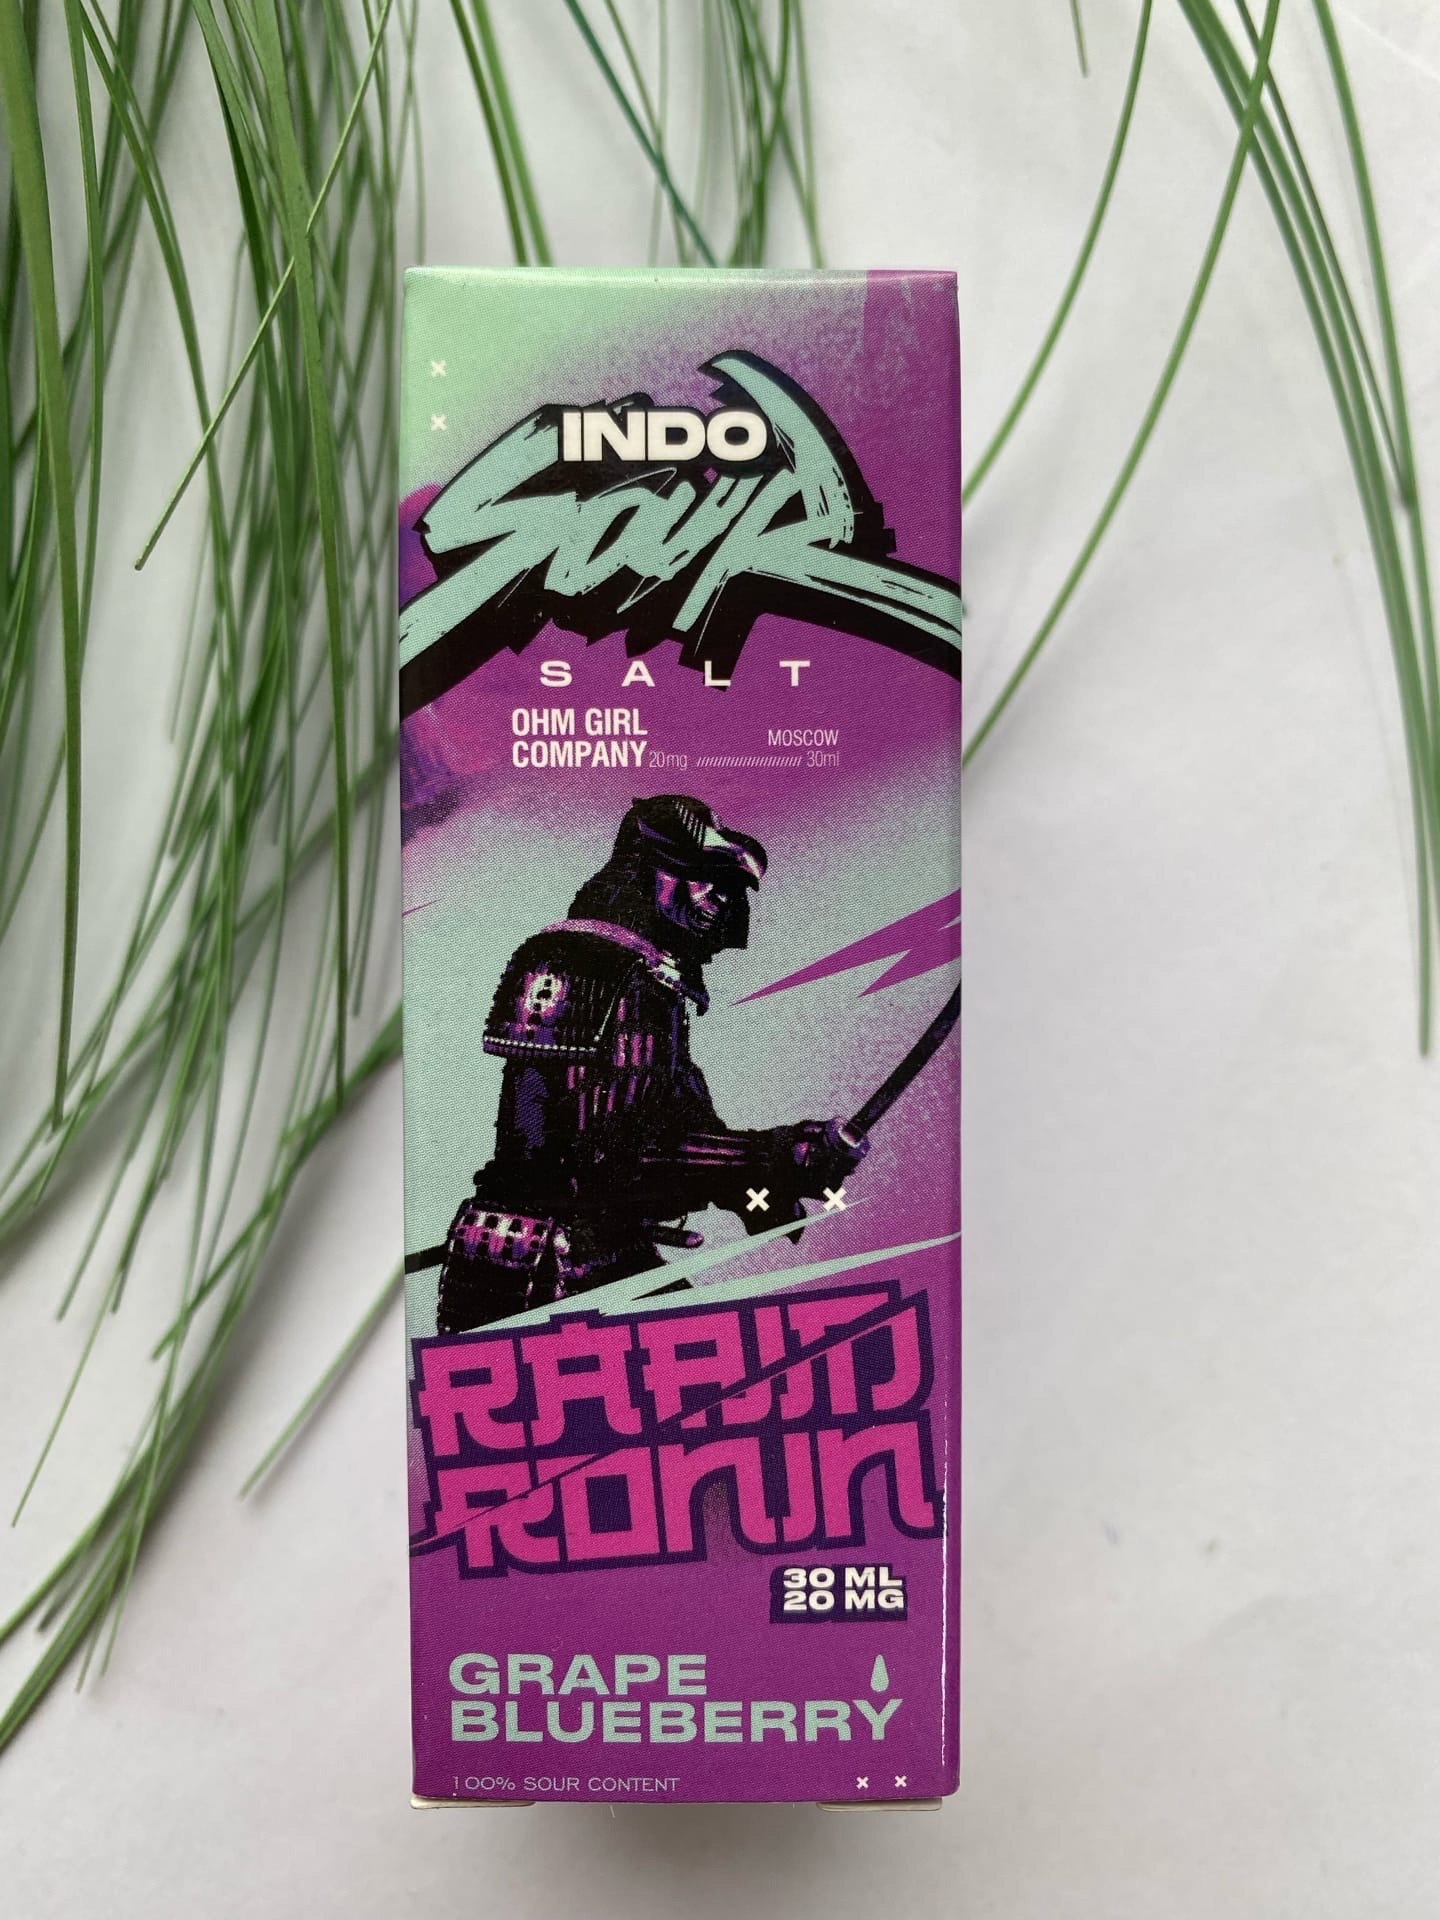 INDO
SOUR
SALT
OHM GIRL
COMPANY 20mg
MOSCOW
30ml
RABID
RONIN
30 ML
20 MG
GRAPE
BLUEBERRY
100% SOUR CONTENT